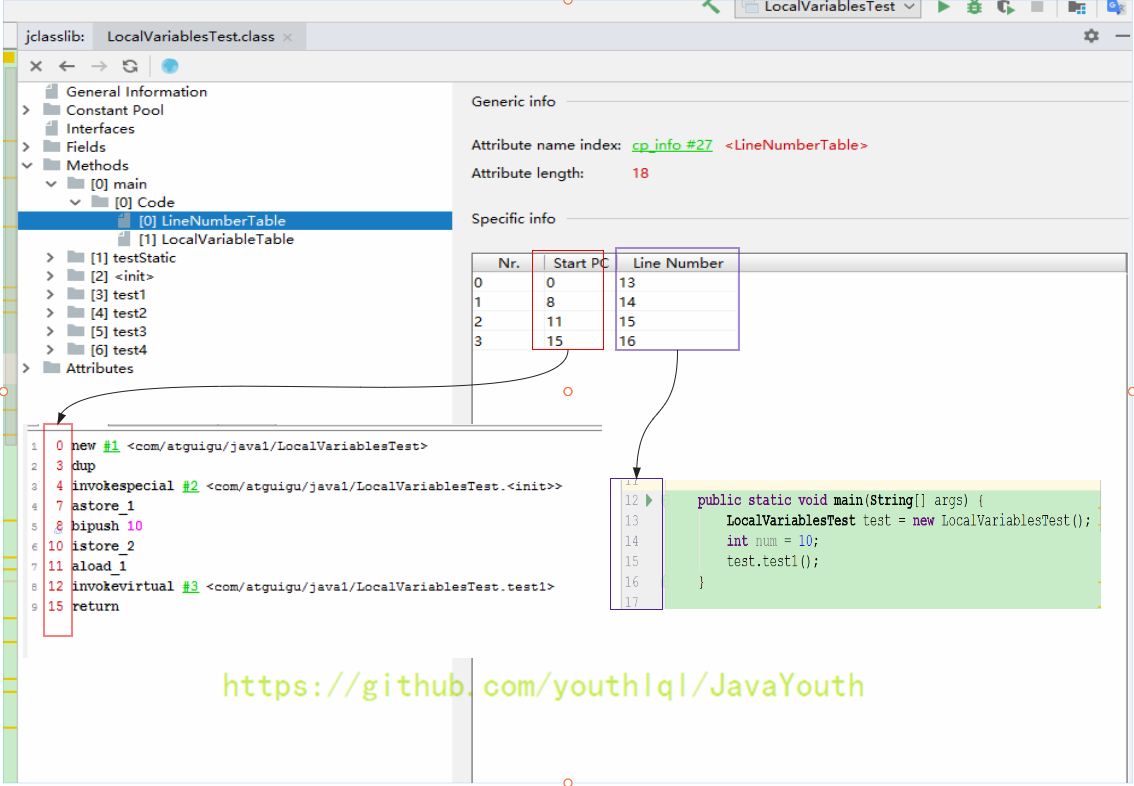 LocalVariablesTest
jclasslib:
LocalVariablesTest.class
General Information
Constant Pool
Interfaces
Fields
Methods
[0] main
[0] Code
[0] LineNumberTable
[1] LocalVariableTable
[1] testStatic
[2] <init>
[3] test1
[4] test2
[5] test3
[6] test4
Attributes
Generic info
Attribute name index: cp_info #27 <LineNumberTable>
Attribute length: 18
Specific info
Nr. Start PC Line Number
0 0 13
1 8 14
2 11 15
3 15 16
1 0 new #1 <com/atguigu/java1/LocalVariablesTest>
2 3 dup
3 4 invokespecial #2 <com/atguigu/java1/LocalVariablesTest.<init>>
4 7 astore_1
5 8 bipush 10
6 10 istore_2
7 11 aload_1
8 12 invokevirtual #3 <com/atguigu/java1/LocalVariablesTest.test1>
9 15 return
11
12 public static void main(String[] args) {
13 LocalVariablesTest test = new LocalVariablesTest();
14 int num = 10;
15 test.test1();
16 }
17
https://github.com/youthlql/JavaYouth